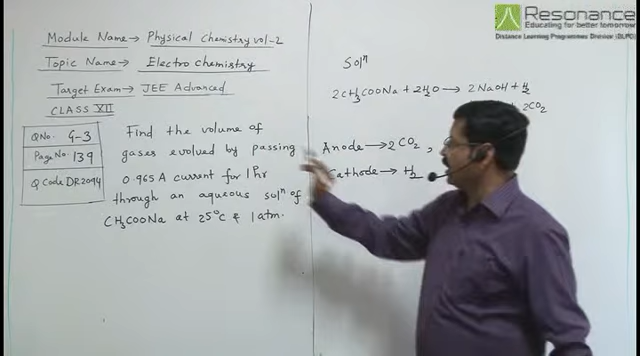 Module Name → Physical Chemistry vol-2
Topic Name → Electro chemistry
Target Exam → JEE Advanced
CLASS XII
Q No. G-3
Page No. 139
Q Code DR2094
Find the volume of
gases evolved by passing
0.965A current for 1 hr
through an aqueous solⁿ of
CH₃COONa at 25°C & 1 atm.
Solⁿ
2CH₃COONa + 2H₂O → 2NaOH + H₂
+ 2CO₂
Anode → 2CO₂,
Cathode → H₂
Resonance
Educating for better tomorrow
Distance Learning Programmes Division (DLPD)